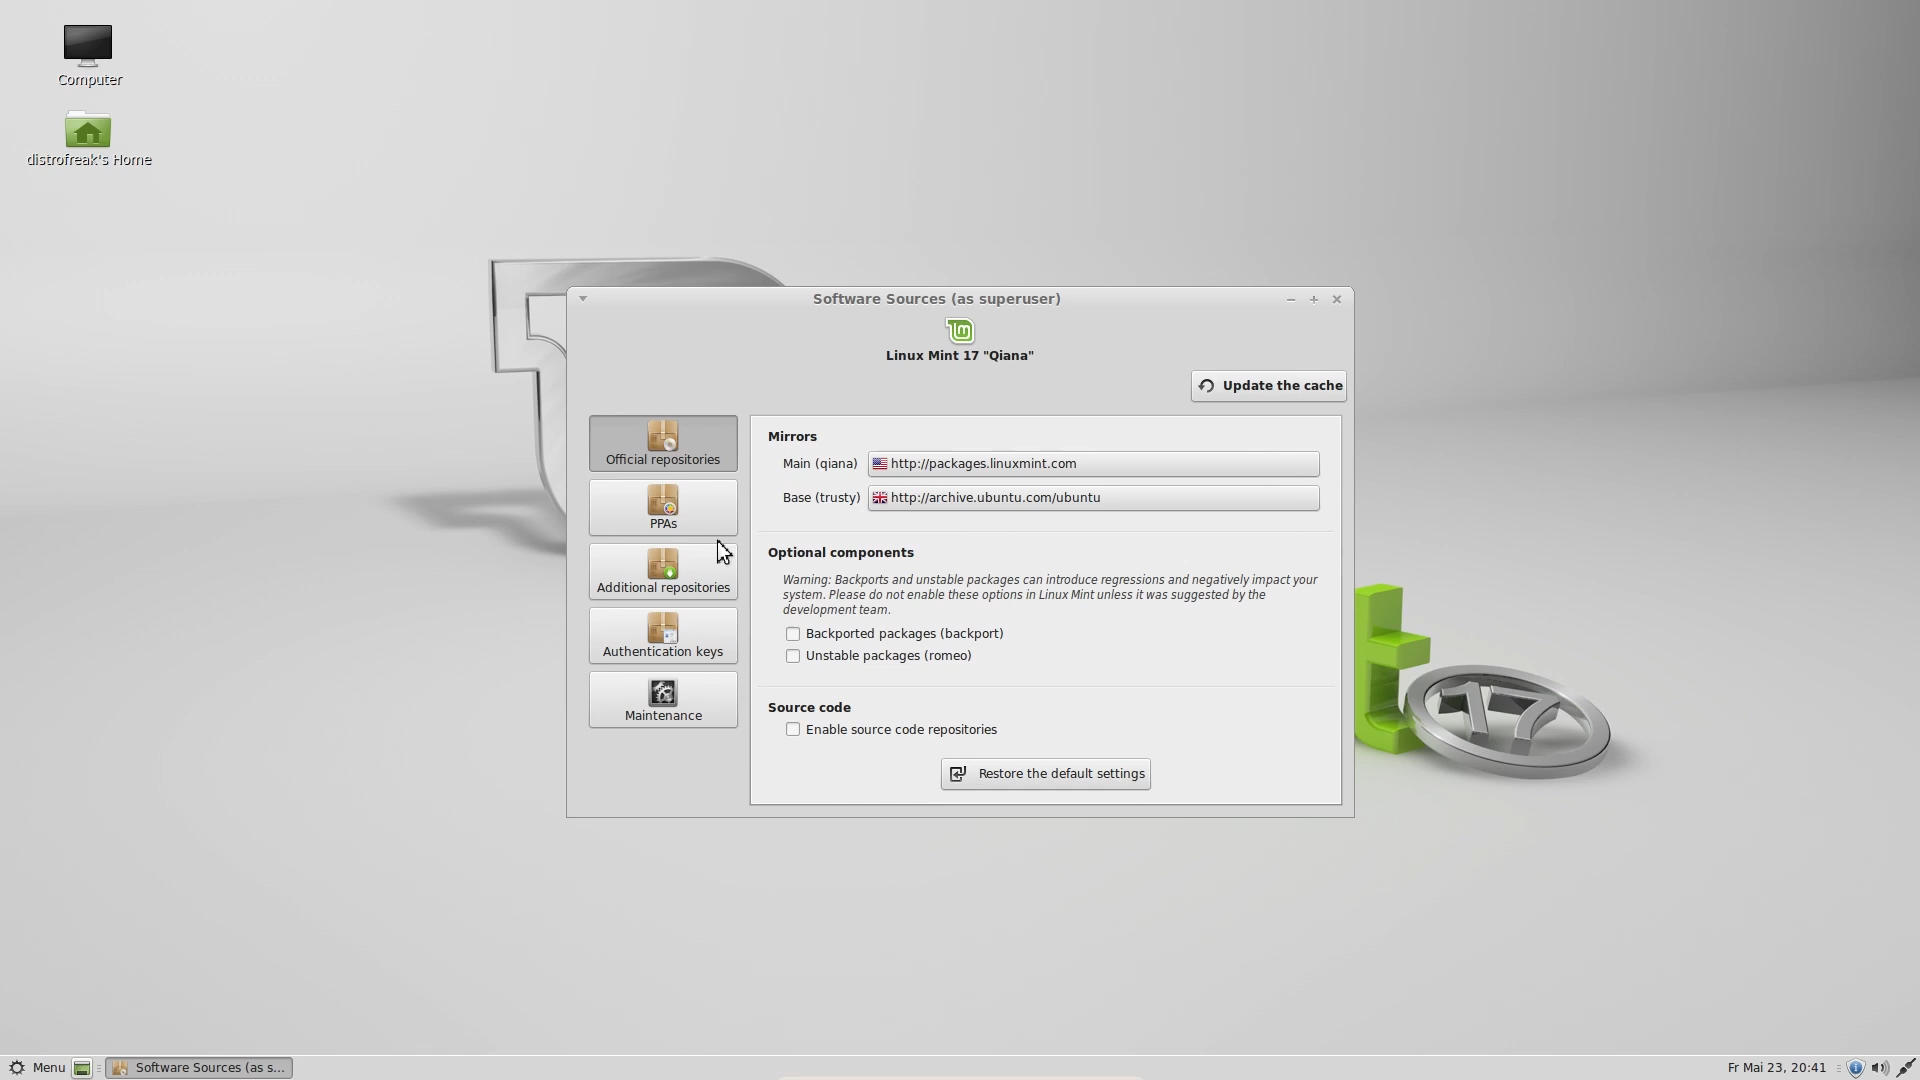 Computer
distrofreak's Home
Software Sources (as superuser)
Linux Mint 17 "Qiana"
Update the cache
Official repositories
PPAs
Additional repositories
Authentication keys
Maintenance
Mirrors
Main (qiana) http://packages.linuxmint.com
Base (trusty) http://archive.ubuntu.com/ubuntu
Optional components
Warning: Backports and unstable packages can introduce regressions and negatively impact your
system. Please do not enable these options in Linux Mint unless it was suggested by the
development team.
Backported packages (backport)
Unstable packages (romeo)
Source code
Enable source code repositories
Restore the default settings
17
Menu
Software Sources (as s...
Fr Mai 23, 20:41